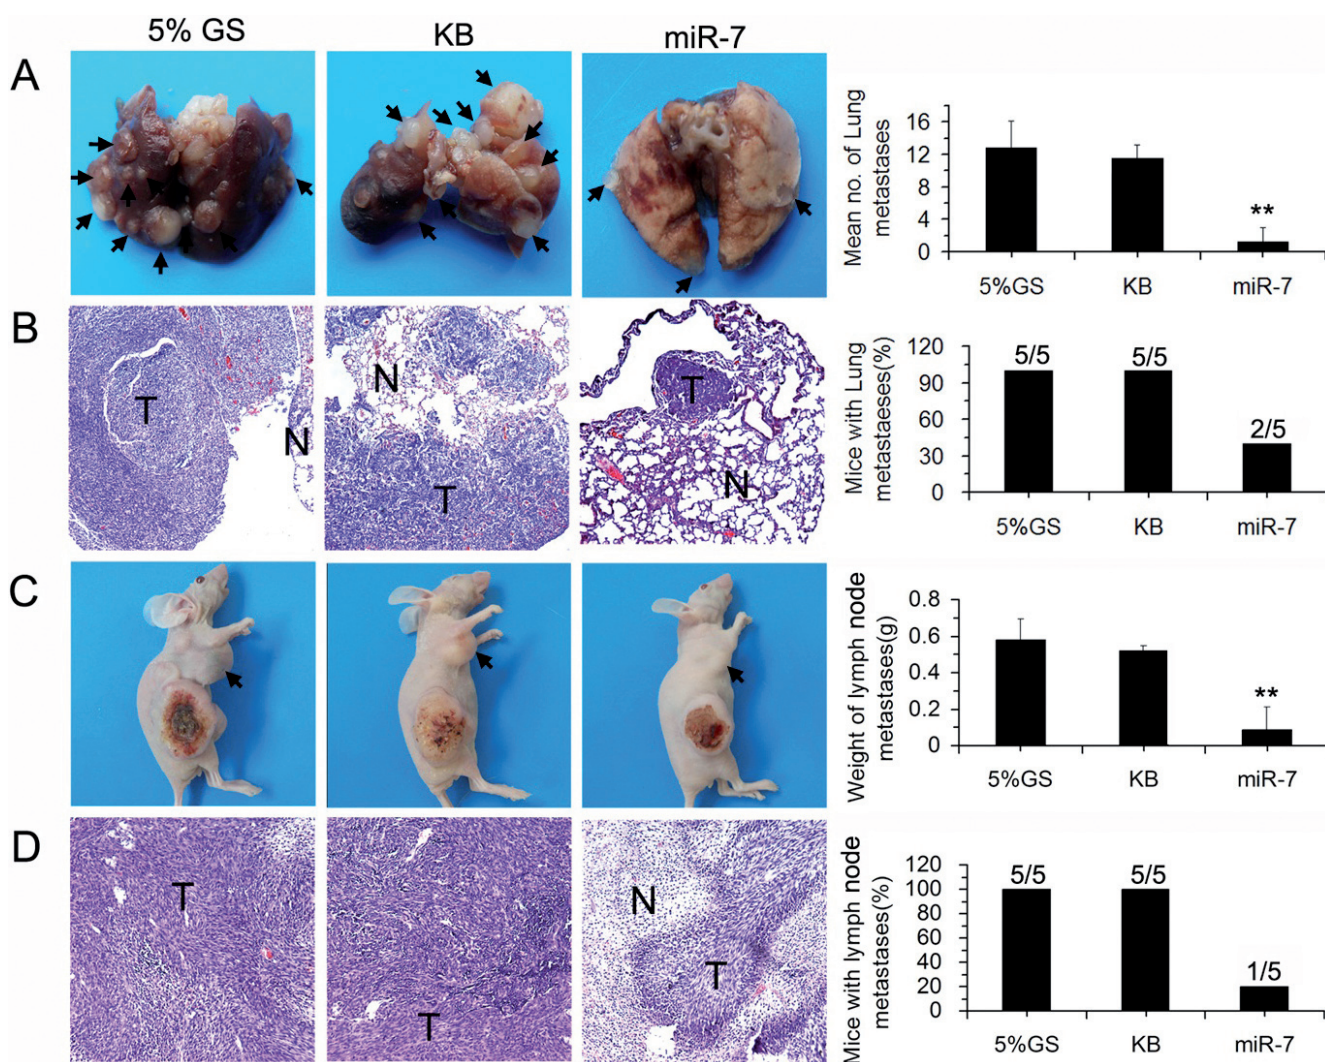 5% GS
KB
miR-7
A
Mean no. of Lung
metastases
16
12
8
4
0
**
5%GS
KB
miR-7
B
T
N
N
T
T
N
Mice with Lung
metastaeses(%)
120
90
60
30
0
5/5
5/5
2/5
5%GS
KB
miR-7
C
Weight of lymph node
metastases(g)
0.8
0.6
0.4
0.2
0
**
5%GS
KB
miR-7
D
T
T
N
T
Mice with lymph node
metastases(%)
120
100
80
60
40
20
0
5/5
5/5
1/5
5%GS
KB
miR-7